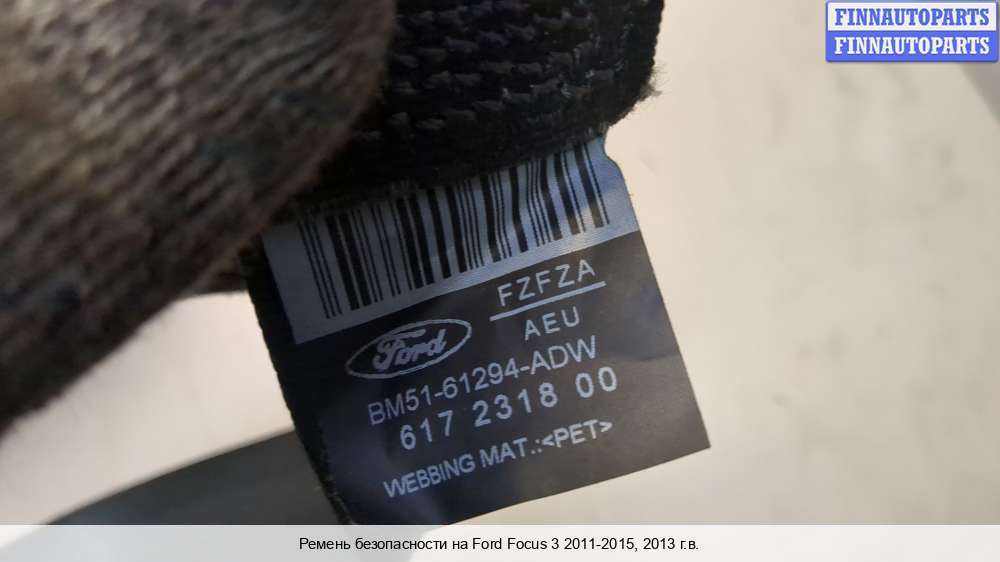 FINNAUTOPARTS
FINNAUTOPARTS
FZFZA
AEU
Ford
BM51-61294-ADW
617 2318 00
WEBBING MAT.:<PET>
Ремень безопасности на Ford Focus 3 2011-2015, 2013 г.в.